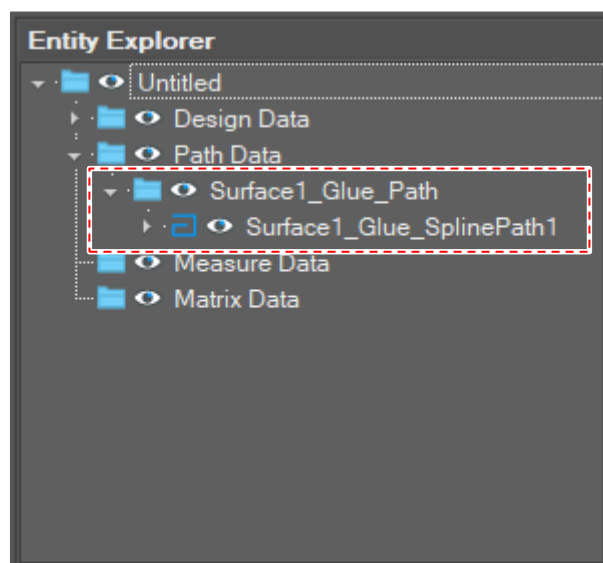 Entity Explorer
Untitled
Design Data
Path Data
Surface1_Glue_Path
Surface1_Glue_SplinePath1
Measure Data
Matrix Data